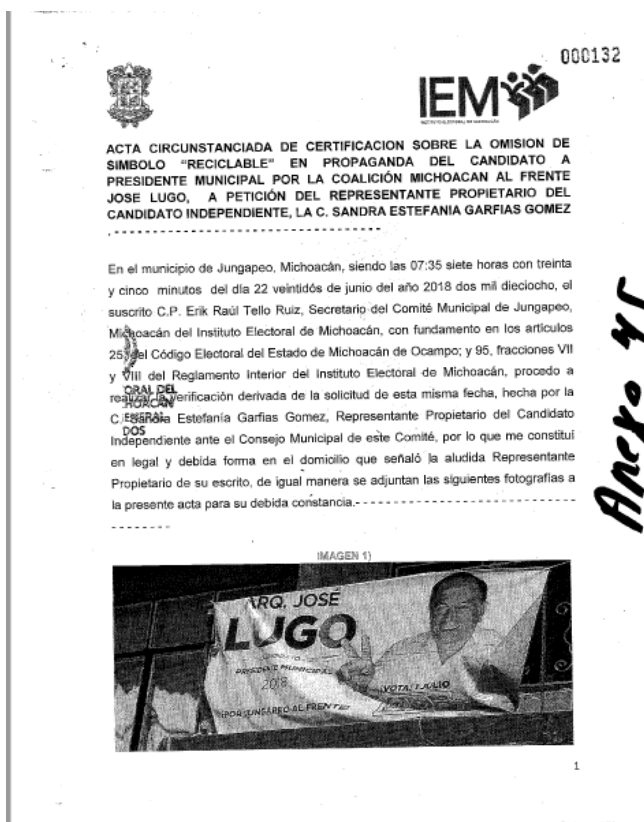 000132
IEM
ACTA CIRCUNSTANCIADA DE CERTIFICACION SOBRE LA OMISION DE
SIMBOLO "RECICLABLE" EN PROPAGANDA DEL CANDIDATO A
PRESIDENTE MUNICIPAL POR LA COALICIÓN MICHOACAN AL FRENTE
JOSE LUGO, A PETICIÓN DEL REPRESENTANTE PROPIETARIO DEL
CANDIDATO INDEPENDIENTE, LA C. SANDRA ESTEFANIA GARFIAS GOMEZ
.----------------------------------
En el municipio de Jungapeo, Michoacán, siendo las 07:35 siete horas con treinta
y cinco minutos del día 22 veintidós de junio del año 2018 dos mil dieciocho, el
suscrito C.P. Erik Raúl Tello Ruiz, Secretario del Comité Municipal de Jungapeo,
Michoacán del Instituto Electoral de Michoacán, con fundamento en los artículos
25, del Código Electoral del Estado de Michoacán de Ocampo; y 95, fracciones VII
y VIII del Reglamento Interior del Instituto Electoral de Michoacán, procedo a
ORAL DEL
realizar la verificación derivada de la solicitud de esta misma fecha, hecha por la
HOACAN
C. Sandra Estefanía Garfias Gomez, Representante Propietario del Candidato
DOS
Independiente ante el Consejo Municipal de este Comité, por lo que me constituí
en legal y debida forma en el domicilio que señaló la aludida Representante
Propietario de su escrito, de igual manera se adjuntan las siguientes fotografías a
la presente acta para su debida constancia.-----------------------------
--------
Anexo 45
IMAGEN 1)
ARQ. JOSÉ
LUGO
PRESIDENTE MUNICIPAL
2018
VOTA 1 JULIO
¡POR JUNGAPEO AL FRENTE!
1